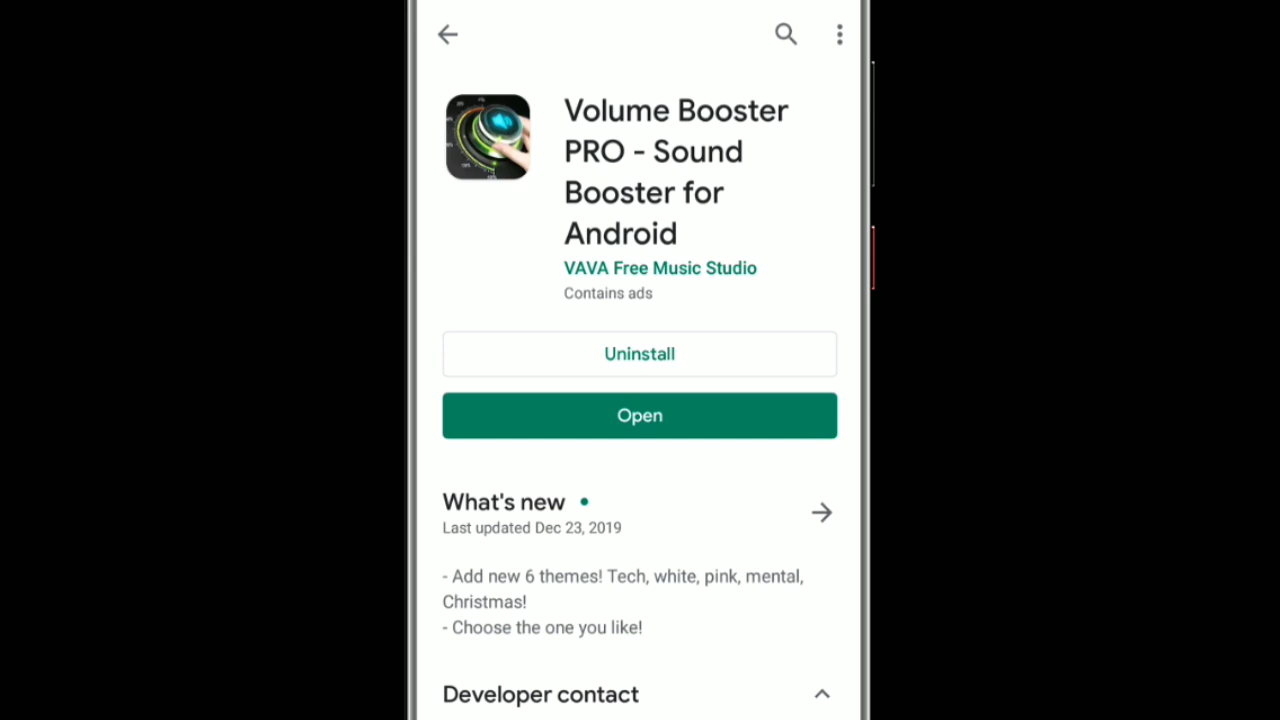 Volume Booster
PRO - Sound
Booster for
Android
VAVA Free Music Studio
Contains ads
Uninstall
Open
What's new
Last updated Dec 23, 2019
- Add new 6 themes! Tech, white, pink, mental,
Christmas!
- Choose the one you like!
Developer contact